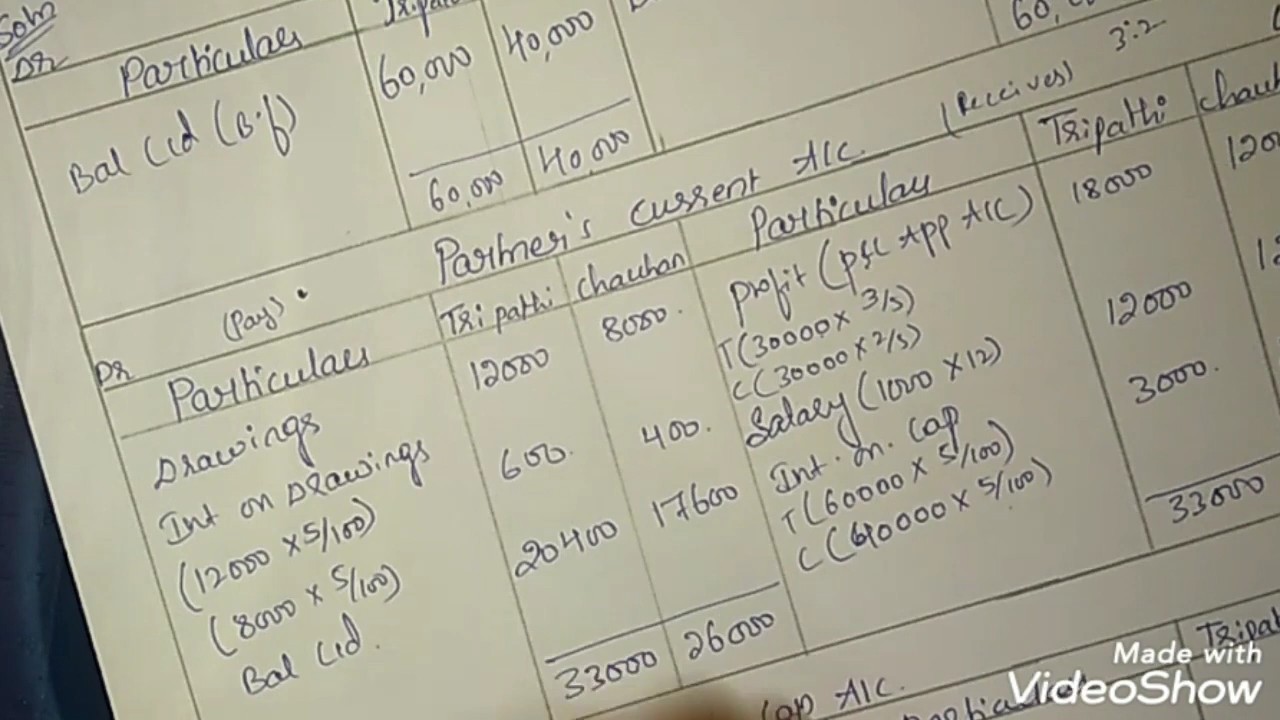 Soln
Dr
Particulars
60,000 40,000
Bal C/d (B.f)
60,000 40,000
Partner's current A/C. (Receives) 3:2
(Pay)
Dr
Particulars Tripathi Chauhan Particulars Tripathi
Drawings 12000 8000. Profit (P&L App A/C) 18000
T(30000 x 3/5)
C(30000 x 2/5)
Int on Drawings 600. 400. Salary (1000 x 12) 12000
(12000 x 5/100)
(8000 x 5/100)
Int. on. Cap 3000.
T(60000 x 5/100)
C(40000 x 5/100)
Bal C/d. 20400 17600
33000 26000 33000
Cap A/C.
Made with
VideoShow